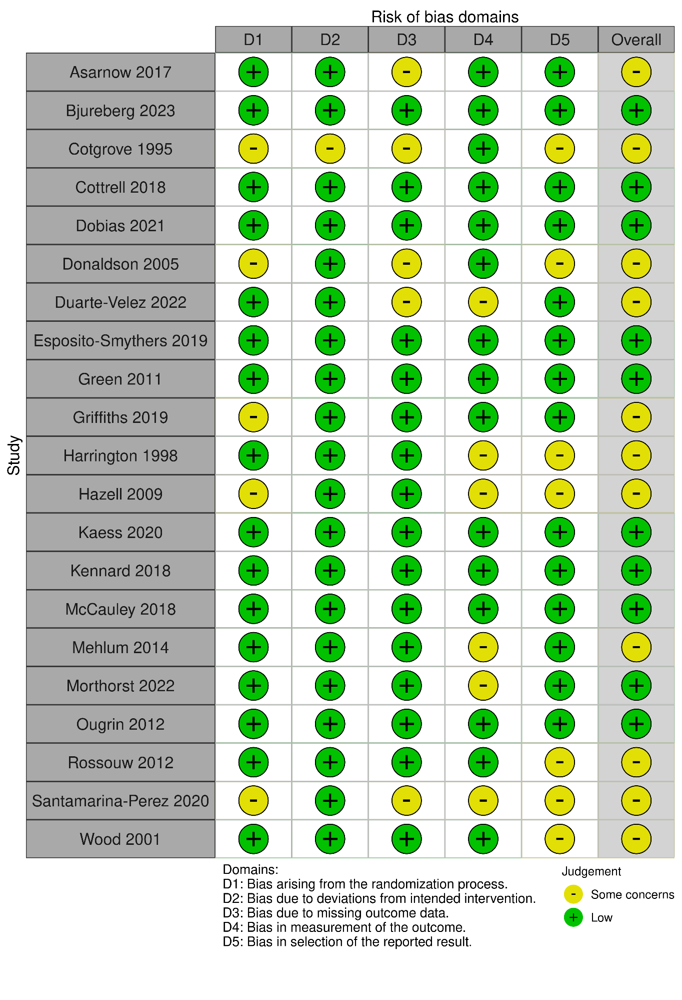 Risk of bias domains
D1 D2 D3 D4 D5 Overall
Study
Asarnow 2017 + + - + + -
Bjureberg 2023 + + + + + +
Cotgrove 1995 - - - + - -
Cottrell 2018 + + + + + +
Dobias 2021 + + + + + +
Donaldson 2005 - + - + - -
Duarte-Velez 2022 + + - - + -
Esposito-Smythers 2019 + + + + + +
Green 2011 + + + + + +
Griffiths 2019 - + + + + -
Harrington 1998 + + + - - -
Hazell 2009 - + + - - -
Kaess 2020 + + + + + +
Kennard 2018 + + + + + +
McCauley 2018 + + + + + +
Mehlum 2014 + + + - + -
Morthorst 2022 + + + - + +
Ougrin 2012 + + + + + +
Rossouw 2012 + + + + - -
Santamarina-Perez 2020 - + - - - -
Wood 2001 + + + + - -
Domains:
D1: Bias arising from the randomization process.
D2: Bias due to deviations from intended intervention.
D3: Bias due to missing outcome data.
D4: Bias in measurement of the outcome.
D5: Bias in selection of the reported result.
Judgement
- Some concerns
+ Low